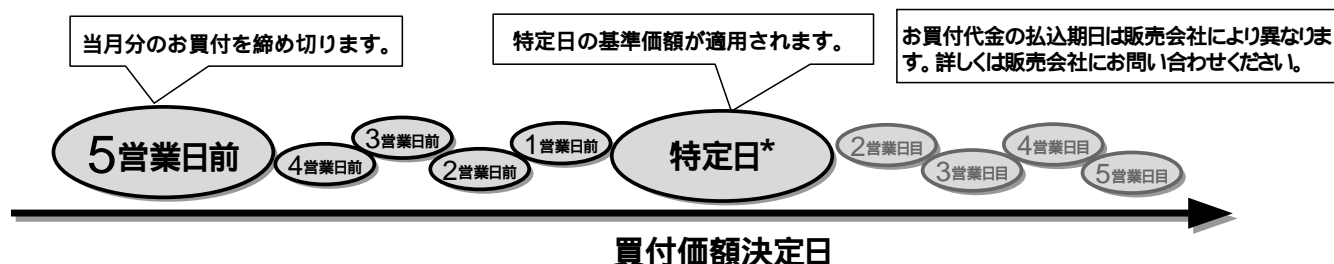 当月分のお買付を締め切ります。
特定日の基準価額が適用されます。
お買付代金の払込期日は販売会社により異なりま
す。詳しくは販売会社にお問い合わせください。
5営業日前
4営業日前
3営業日前
2営業日前
1営業日前
特定日*
2営業日目
3営業日目
4営業日目
5営業日目
買付価額決定日